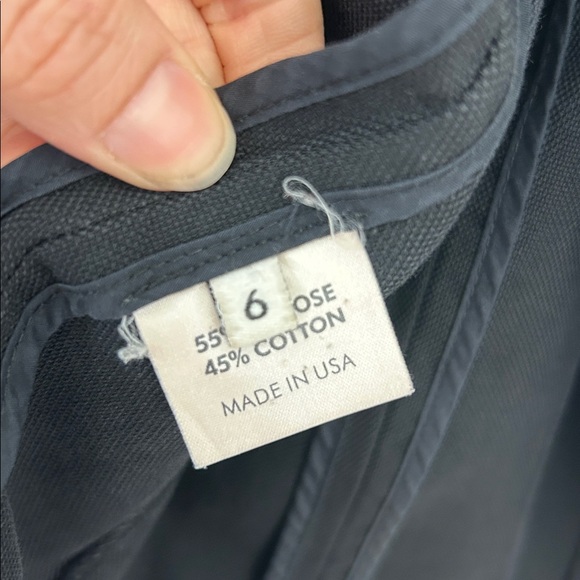 6
55% OSE
45% COTTON
MADE IN USA